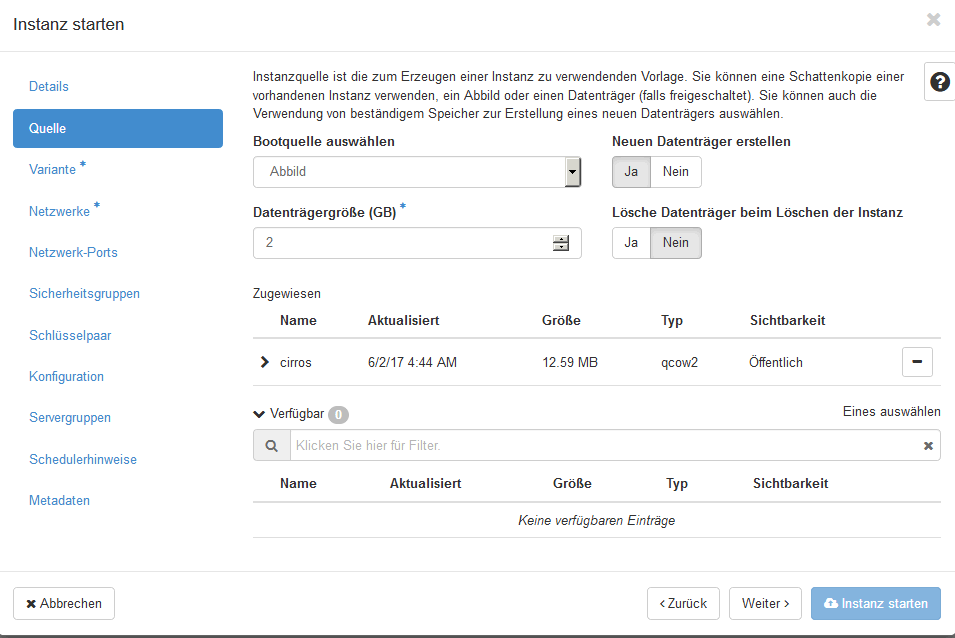 Instanz starten
Details
Quelle
Variante *
Netzwerke *
Netzwerk-Ports
Sicherheitsgruppen
Schlüsselpaar
Konfiguration
Servergruppen
Schedulerhinweise
Metadaten
Instanzquelle ist die zum Erzeugen einer Instanz zu verwendenden Vorlage. Sie können eine Schattenkopie einer
vorhandenen Instanz verwenden, ein Abbild oder einen Datenträger (falls freigeschaltet). Sie können auch die
Verwendung von beständigem Speicher zur Erstellung eines neuen Datenträgers auswählen.
Bootquelle auswählen Neuen Datenträger erstellen
Abbild Ja Nein
Datenträgergröße (GB) * Lösche Datenträger beim Löschen der Instanz
2 Ja Nein
Zugewiesen
Name Aktualisiert Größe Typ Sichtbarkeit
cirros 6/2/17 4:44 AM 12.59 MB qcow2 Öffentlich
Verfügbar 0 Eines auswählen
Klicken Sie hier für Filter.
Name Aktualisiert Größe Typ Sichtbarkeit
Keine verfügbaren Einträge
Abbrechen Zurück Weiter Instanz starten